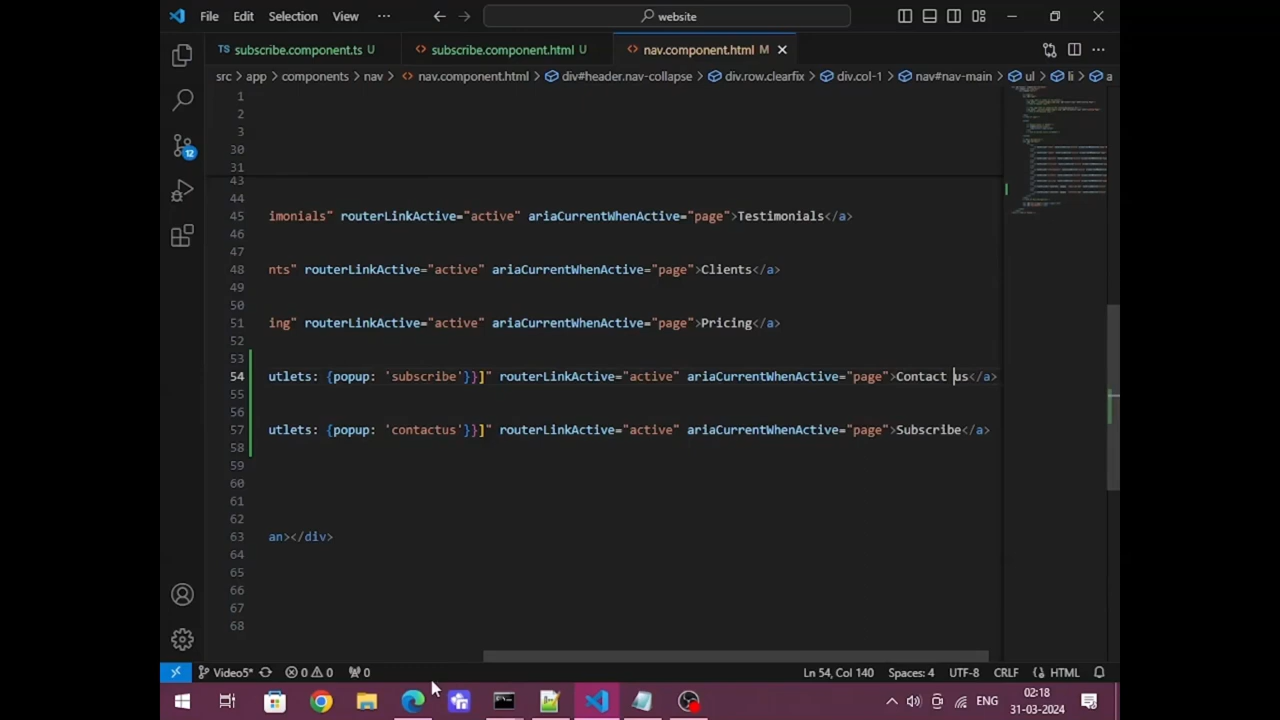 File Edit Selection View ··· website
TS subscribe.component.ts U <> subscribe.component.html U <> nav.component.html M
src > app > components > nav > <> nav.component.html > div#header.nav-collapse > div.row.clearfix > div.col-1 > nav#nav-main > ul > li > a
1
2
3
30
31
43
44
45 imonials" routerLinkActive="active" ariaCurrentWhenActive="page">Testimonials</a>
46
47
48 nts" routerLinkActive="active" ariaCurrentWhenActive="page">Clients</a>
49
50
51 ing" routerLinkActive="active" ariaCurrentWhenActive="page">Pricing</a>
52
53
54 utlets: {popup: 'subscribe'}}]" routerLinkActive="active" ariaCurrentWhenActive="page">Contact us</a>
55
56
57 utlets: {popup: 'contactus'}}]" routerLinkActive="active" ariaCurrentWhenActive="page">Subscribe</a>
58
59
60
61
62
63 an></div>
64
65
66
67
68
12
Video5* 0 0 0 Ln 54, Col 140 Spaces: 4 UTF-8 CRLF HTML
ENG 02:18
31-03-2024